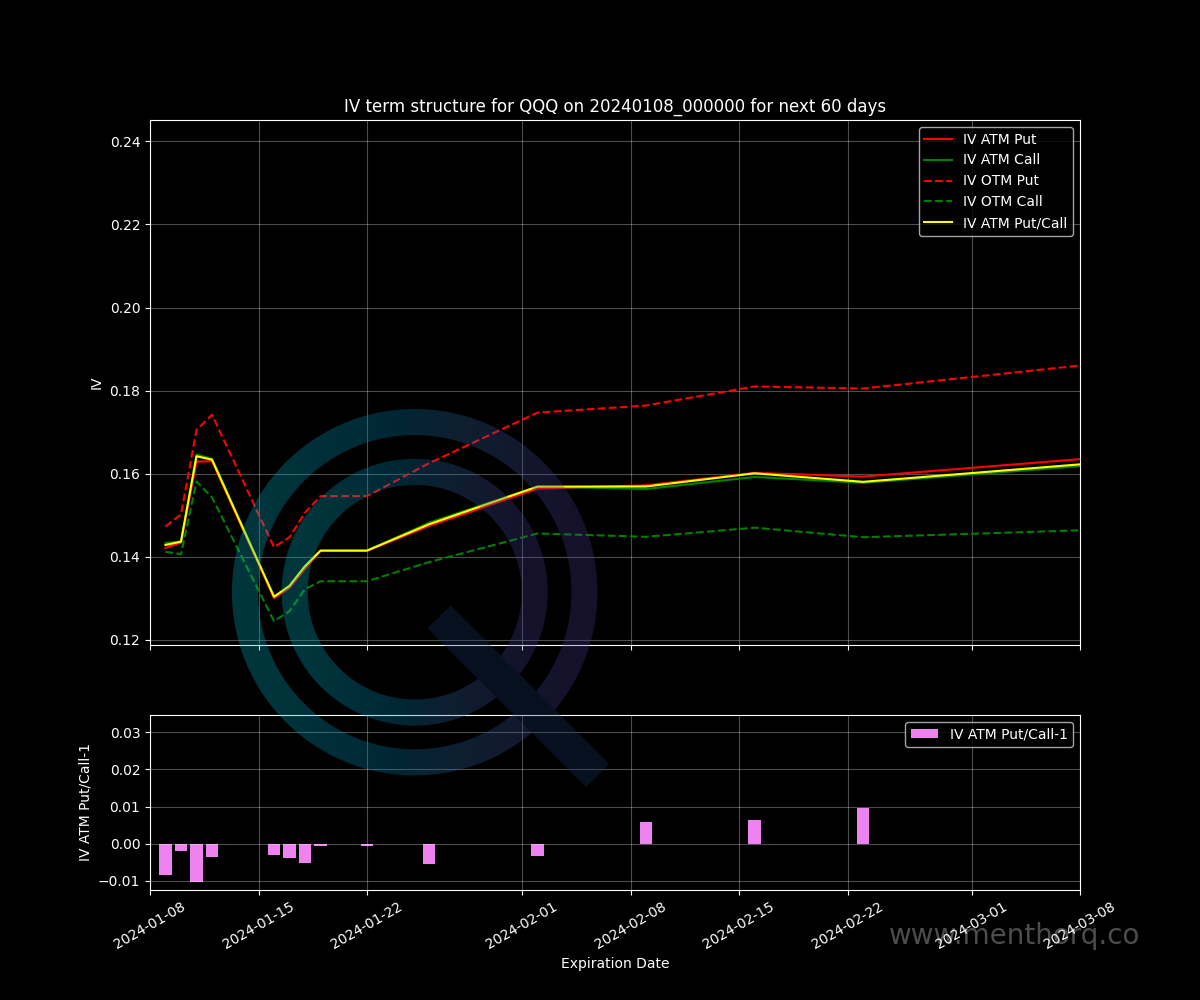 IV term structure for QQQ on 20240108_000000 for next 60 days
IV ATM Put
IV ATM Call
IV OTM Put
IV OTM Call
IV ATM Put/Call
0.24
0.22
0.20
0.18
0.16
0.14
0.12
IV
IV ATM Put/Call-1
0.03
0.02
0.01
0.00
−0.01
IV ATM Put/Call-1
2024-01-08
2024-01-15
2024-01-22
2024-02-01
2024-02-08
2024-02-15
2024-02-22
2024-03-01
2024-03-08
www.menthorq.co
Expiration Date